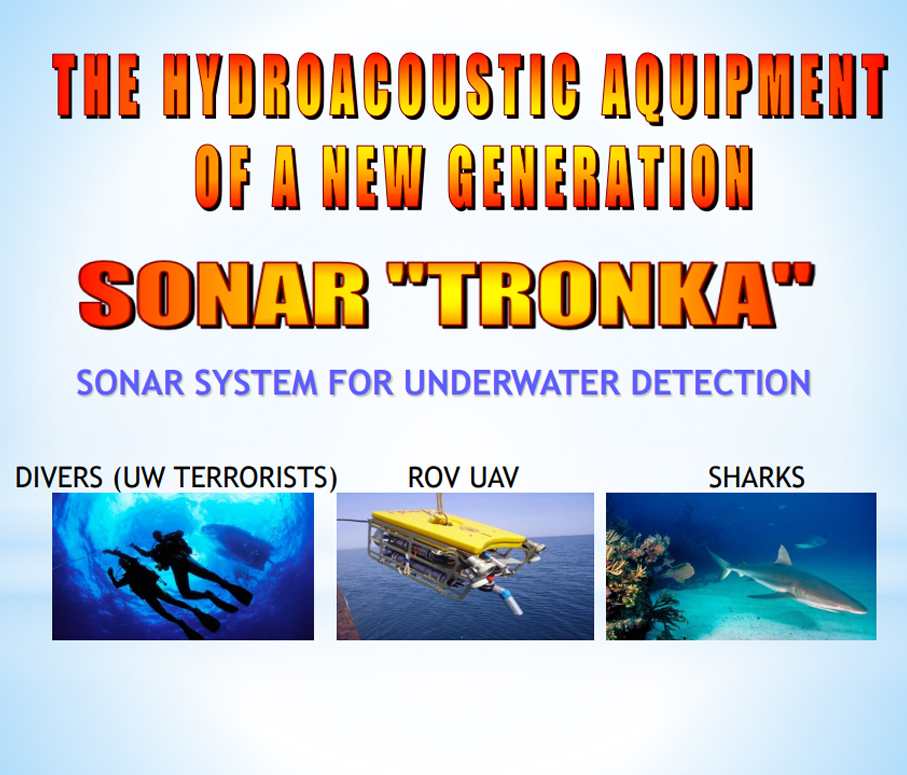 THE HYDROACOUSTIC AQUIPMENT
OF A NEW GENERATION
SONAR "TRONKA"
SONAR SYSTEM FOR UNDERWATER DETECTION
DIVERS (UW TERRORISTS)
ROV UAV
SHARKS